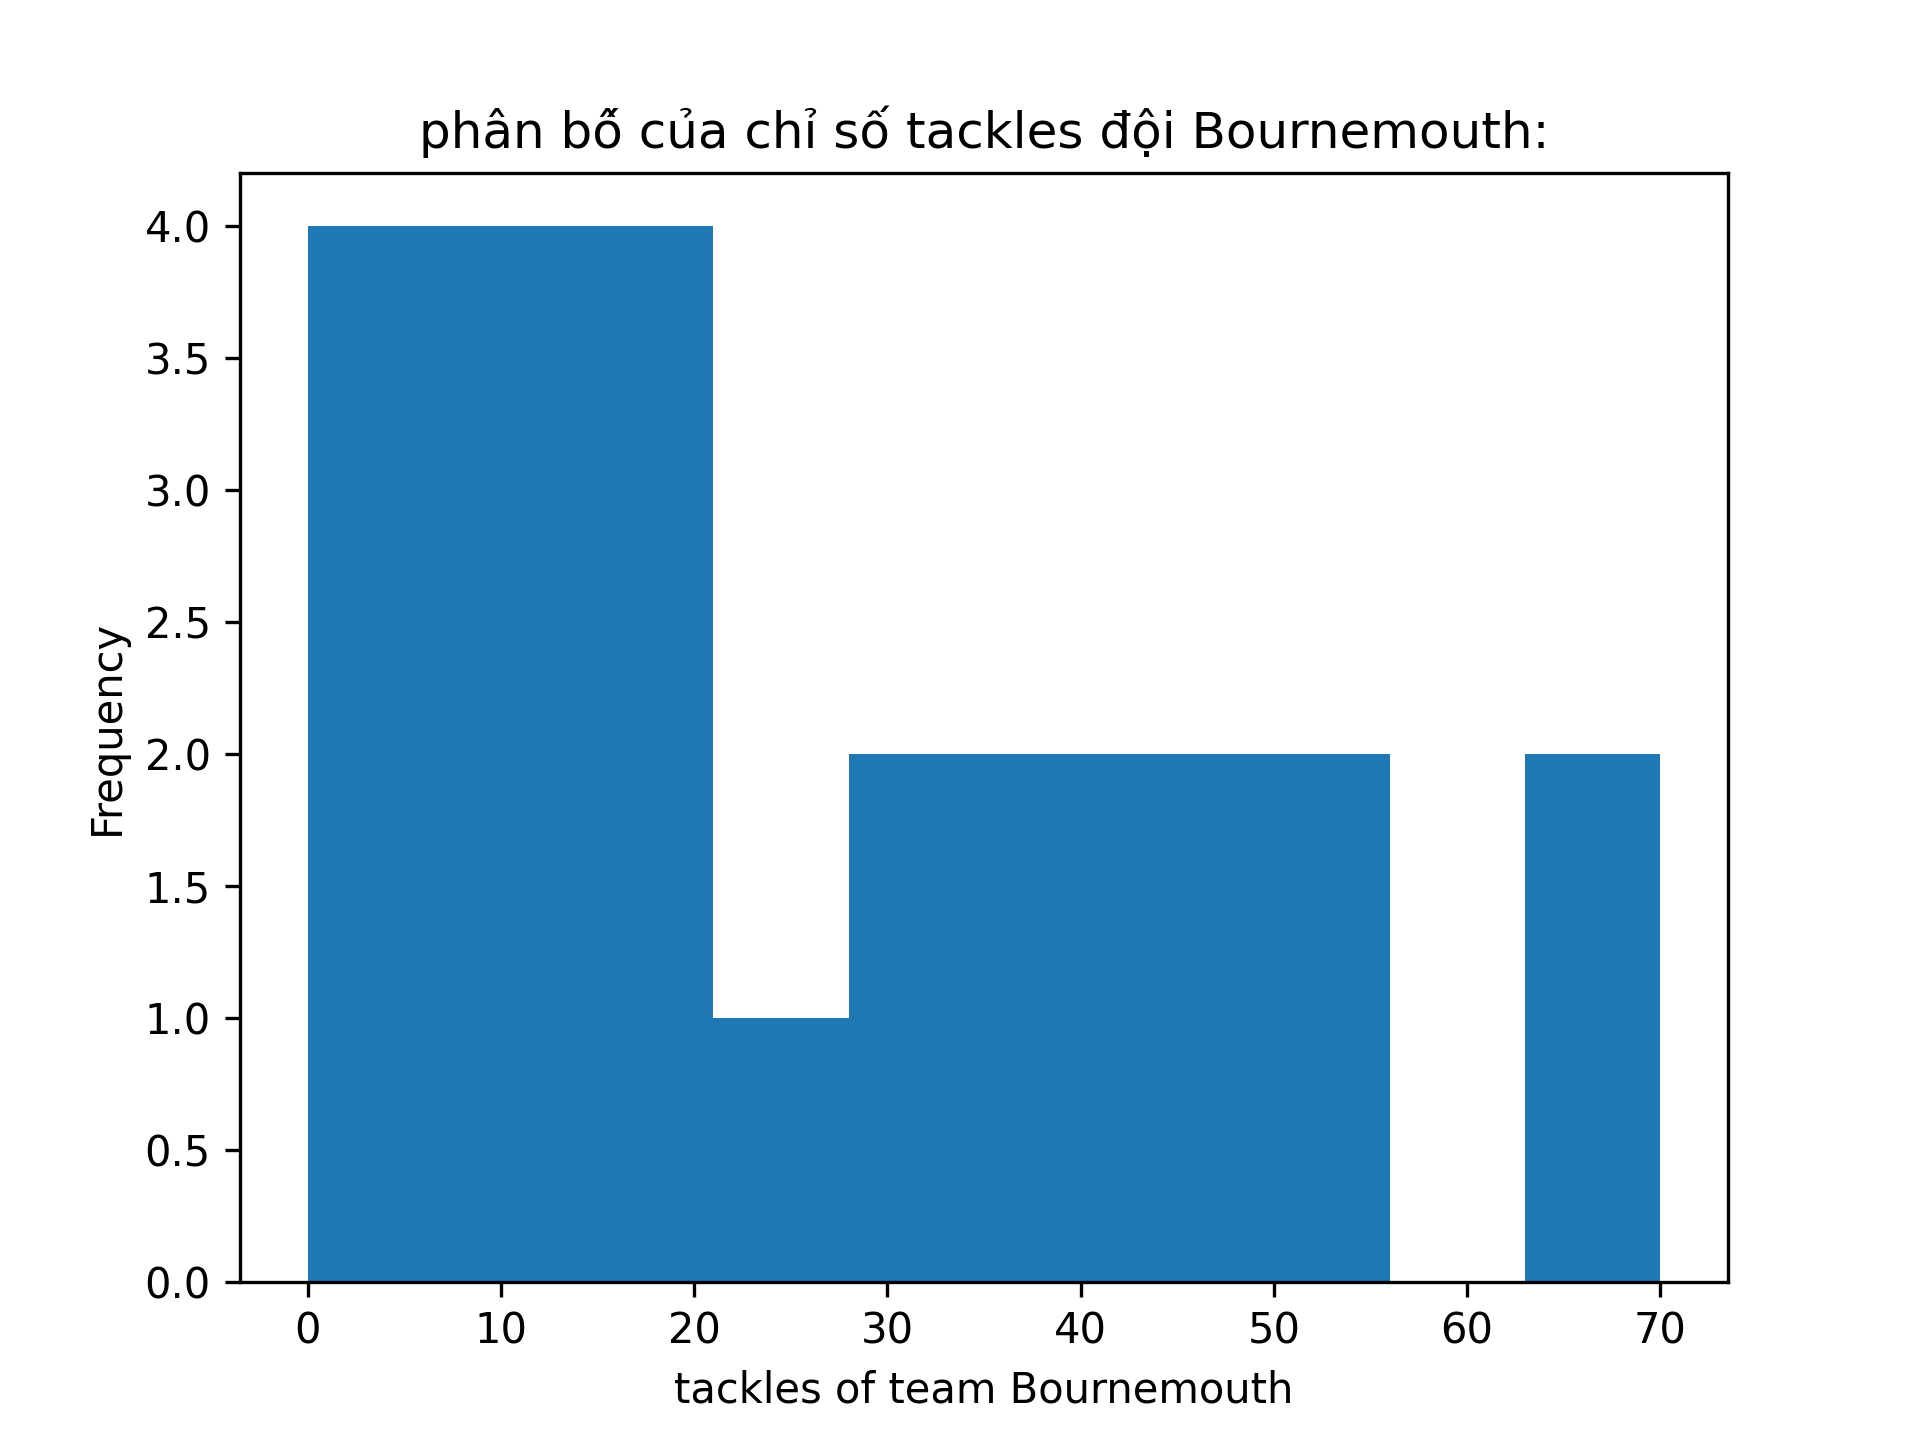 phân bố của chỉ số tackles đội Bournemouth:
4.0
3.5
3.0
2.5
2.0
1.5
1.0
0.5
0.0
Frequency
0 10 20 30 40 50 60 70
tackles of team Bournemouth